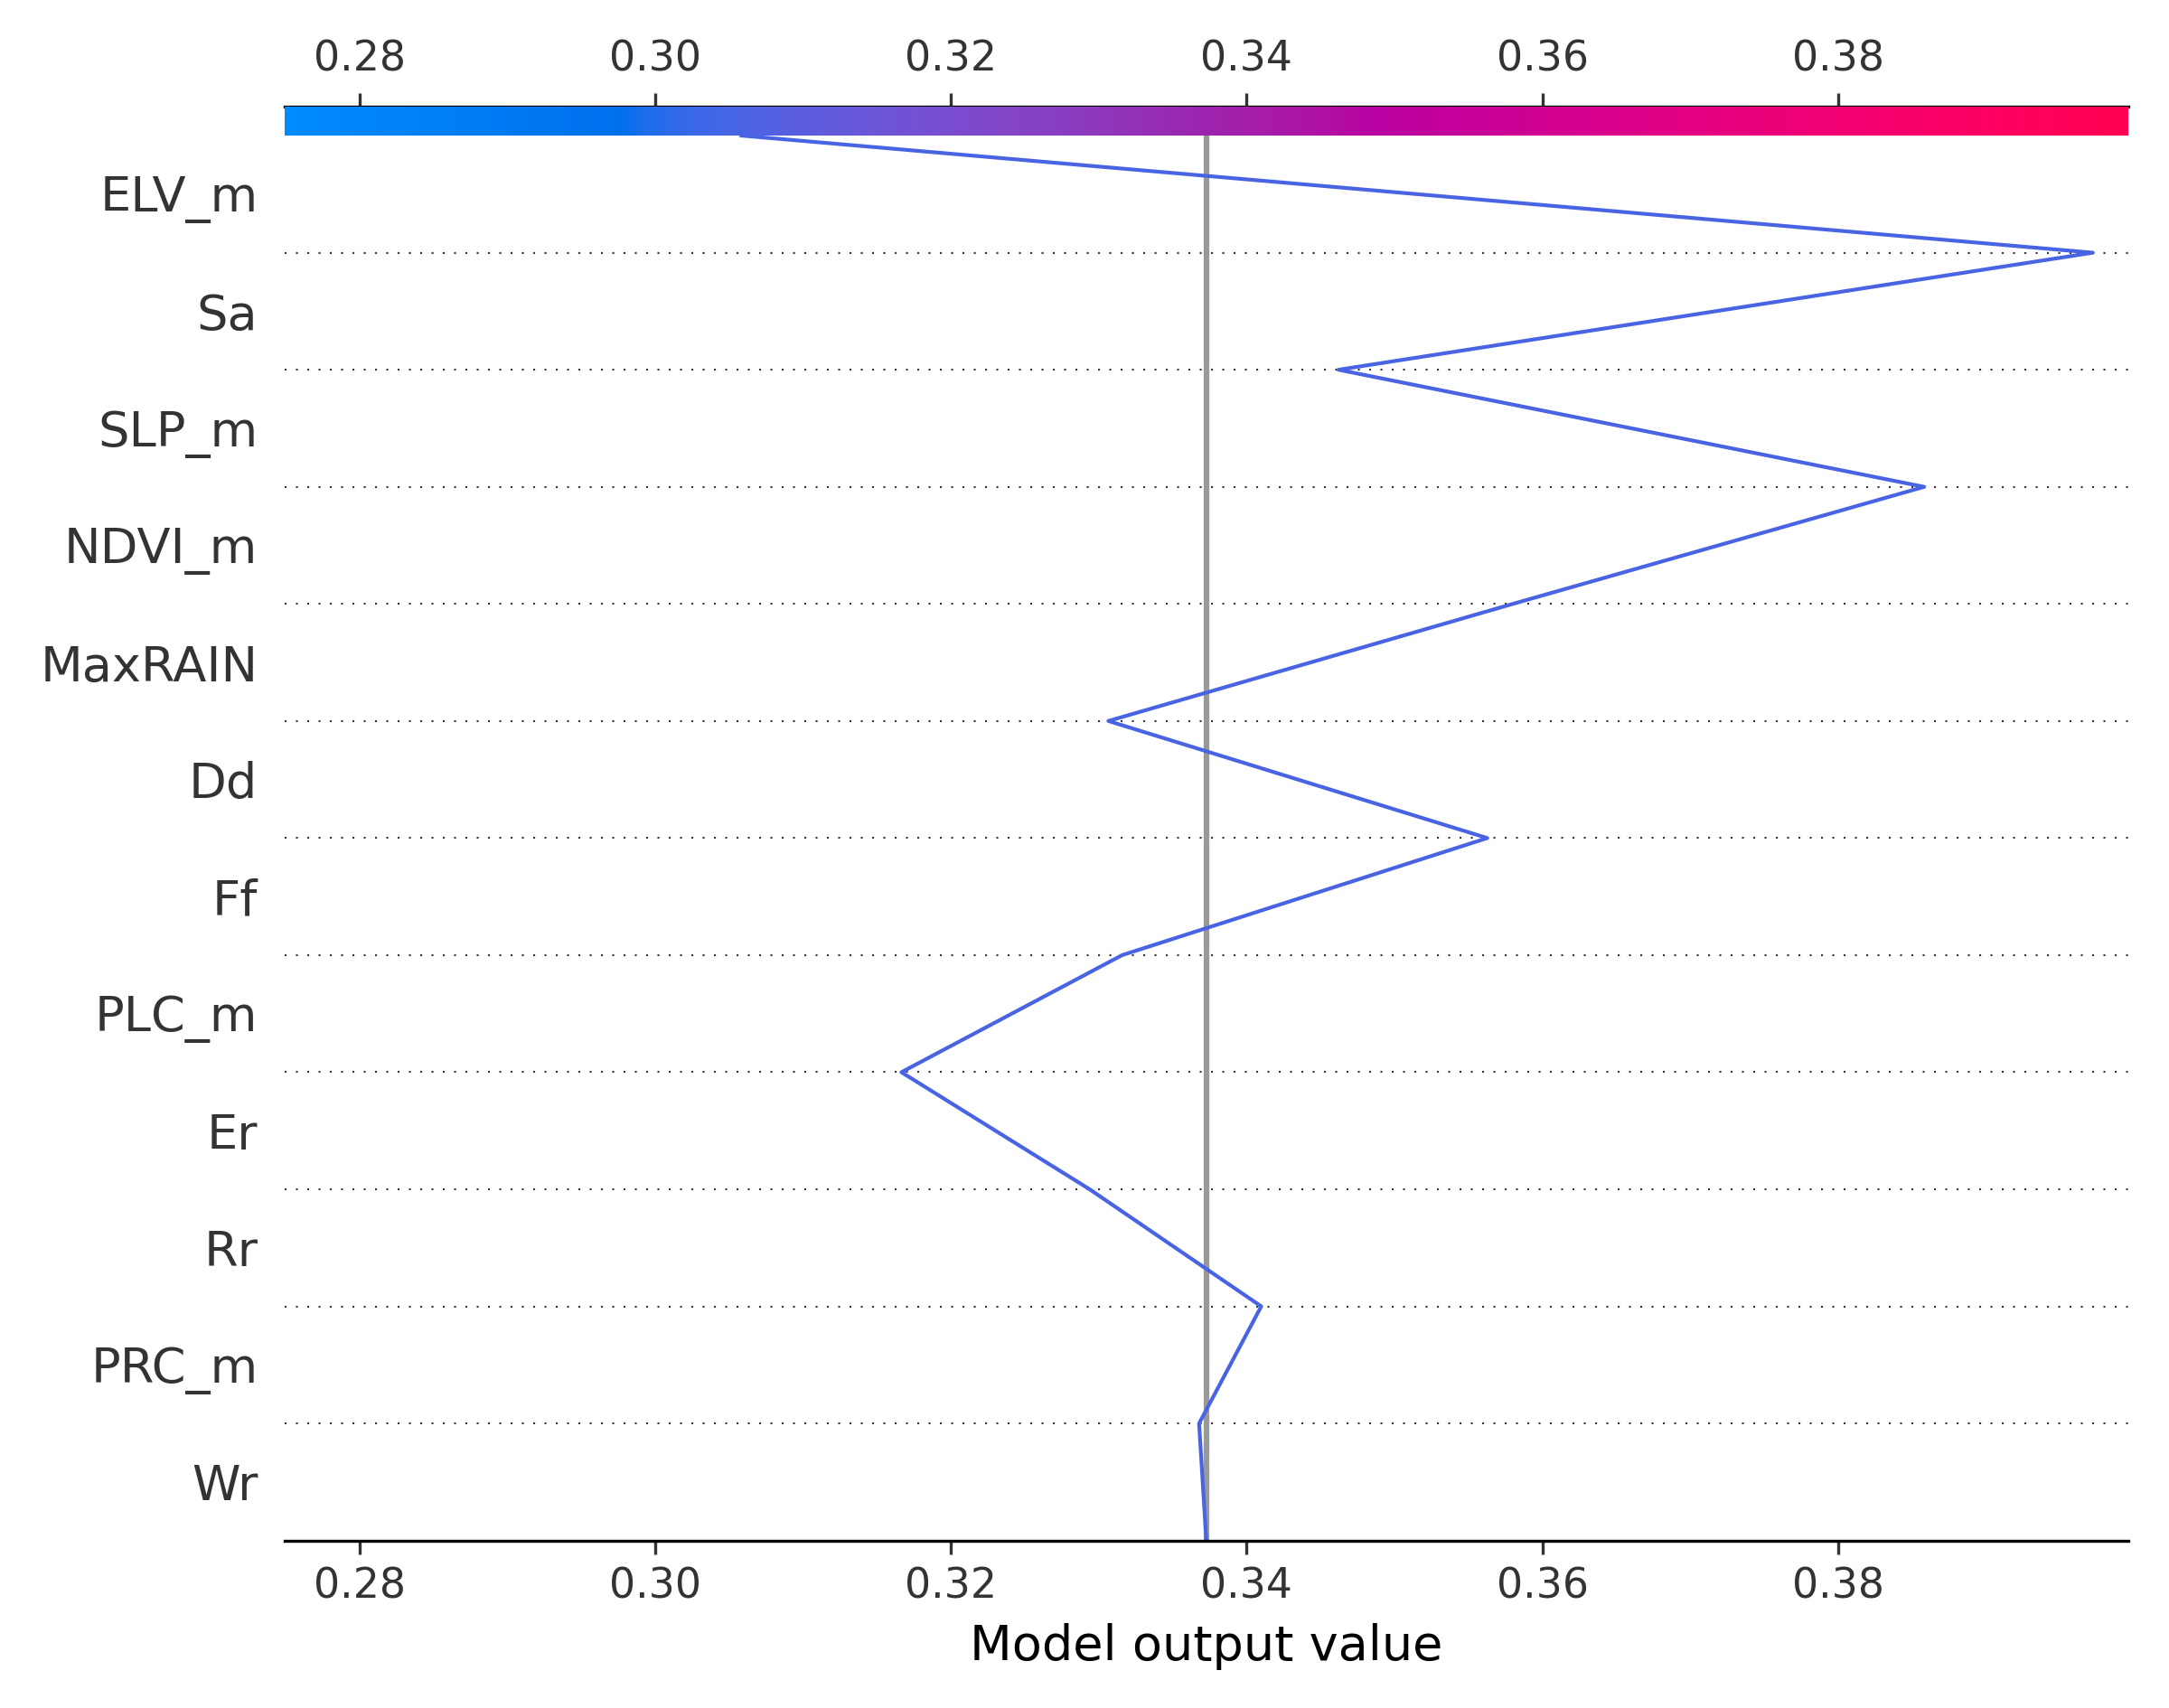 0.28 0.30 0.32 0.34 0.36 0.38
ELV_m
Sa
SLP_m
NDVI_m
MaxRAIN
Dd
Ff
PLC_m
Er
Rr
PRC_m
Wr
0.28 0.30 0.32 0.34 0.36 0.38
Model output value